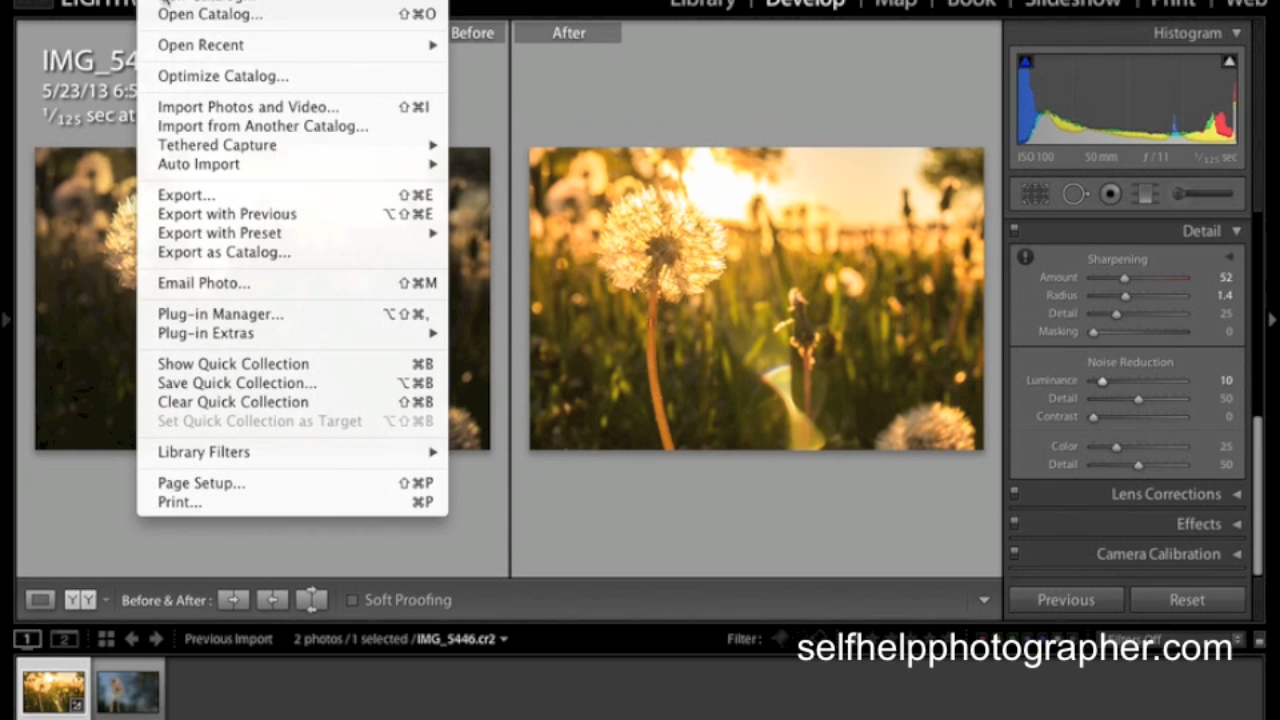 Library | Develop | Map | Book | Slideshow | Print | Web
Open Catalog... ⇧⌘O
Open Recent ▶
Optimize Catalog...
Import Photos and Video... ⇧⌘I
Import from Another Catalog...
Tethered Capture ▶
Auto Import ▶
Export... ⇧⌘E
Export with Previous ⌥⇧⌘E
Export with Preset ▶
Export as Catalog...
Email Photo... ⇧⌘M
Plug-in Manager... ⌥⇧⌘,
Plug-in Extras ▶
Show Quick Collection ⌘B
Save Quick Collection... ⌥⌘B
Clear Quick Collection ⇧⌘B
Set Quick Collection as Target ⌥⇧⌘B
Library Filters ▶
Page Setup... ⇧⌘P
Print... ⌘P
IMG_54
5/23/13 6:5
1/125 sec at
Before
After
Histogram
ISO 100 50 mm ƒ / 11 1/125 sec
Detail
Sharpening
Amount 52
Radius 1.4
Detail 25
Masking 0
Noise Reduction
Luminance 10
Detail 50
Contrast 0
Color 25
Detail 50
Lens Corrections
Effects
Camera Calibration
Previous Reset
Y Y Before & After : Soft Proofing
1 2 Previous Import 2 photos / 1 selected / IMG_5446.cr2 Filter :
selfhelpphotographer.com